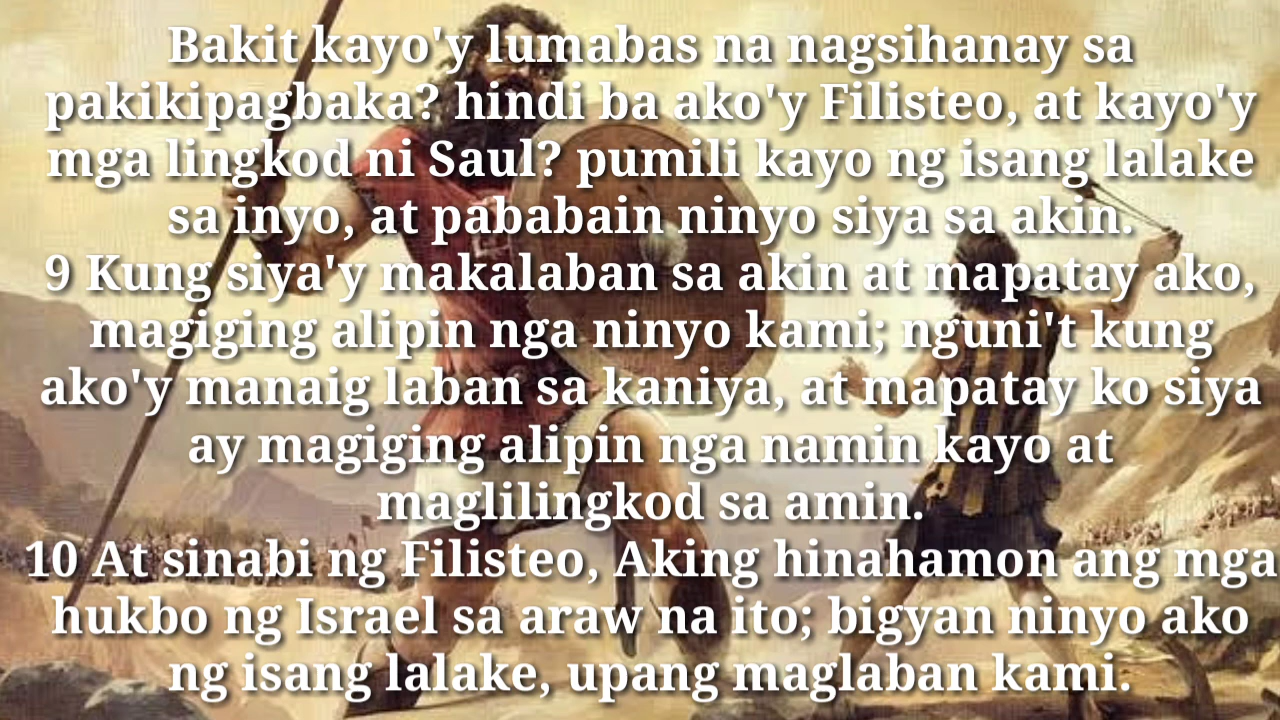 Bakit kayo'y lumabas na nagsihanay sa
pakikipagbaka? hindi ba ako'y Filisteo, at kayo'y
mga lingkod ni Saul? pumili kayo ng isang lalake
sa inyo, at pababain ninyo siya sa akin.
9 Kung siya'y makalaban sa akin at mapatay ako,
magiging alipin nga ninyo kami; nguni't kung
ako'y manaig laban sa kaniya, at mapatay ko siya
ay magiging alipin nga namin kayo at
maglilingkod sa amin.
10 At sinabi ng Filisteo, Aking hinahamon ang mga
hukbo ng Israel sa araw na ito; bigyan ninyo ako
ng isang lalake, upang maglaban kami.